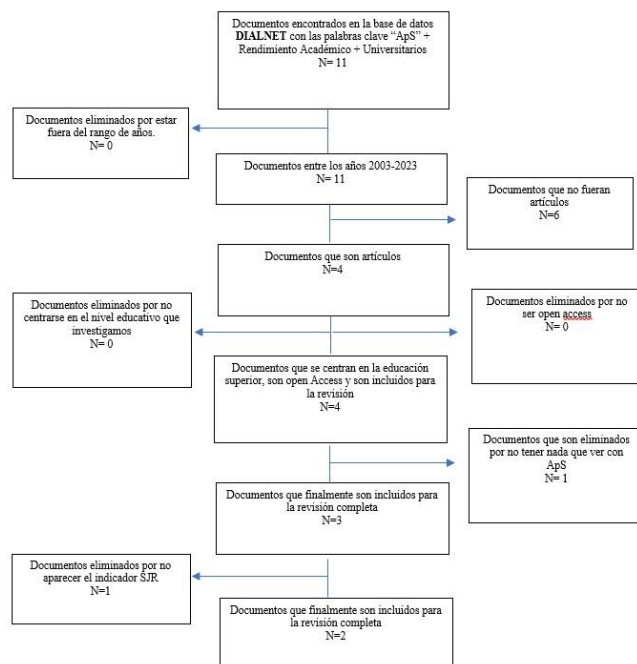 Documentos encontrados en la base de datos
DIALNET con las palabras clave “ApS” +
Rendimiento Académico + Universitarios
N= 11
Documentos eliminados por estar
fuera del rango de años.
N= 0
Documentos entre los años 2003-2023
N= 11
Documentos que no fueran
artículos
N=6
Documentos que son artículos
N=4
Documentos eliminados por no
centrarse en el nivel educativo que
investigamos
N= 0
Documentos eliminados por no
ser open access
N= 0
Documentos que se centran en la educación
superior, son open Access y son incluidos para
la revisión
N=4
Documentos que son eliminados
por no tener nada que ver con
ApS
N= 1
Documentos que finalmente son incluidos para
la revisión completa
N=3
Documentos eliminados por no
aparecer el indicador SJR
N=1
Documentos que finalmente son incluidos para
la revisión completa
N=2